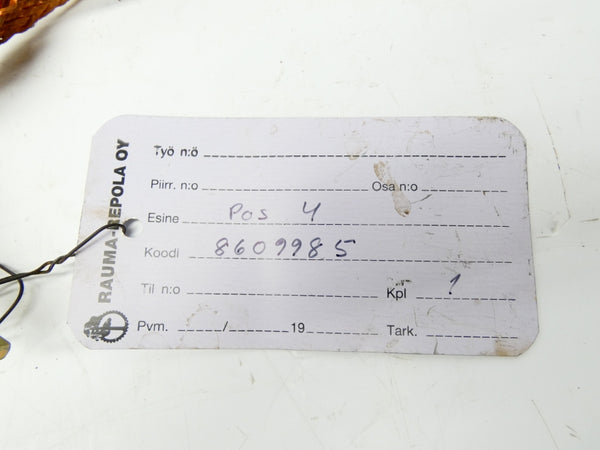 RAUMA-REPOLA OY
Työ n:o
Piirr. n:o Osa n:o
Esine Pos 4
Koodi 8609985
Til n:o Kpl 1
Pvm. / 19 Tark.